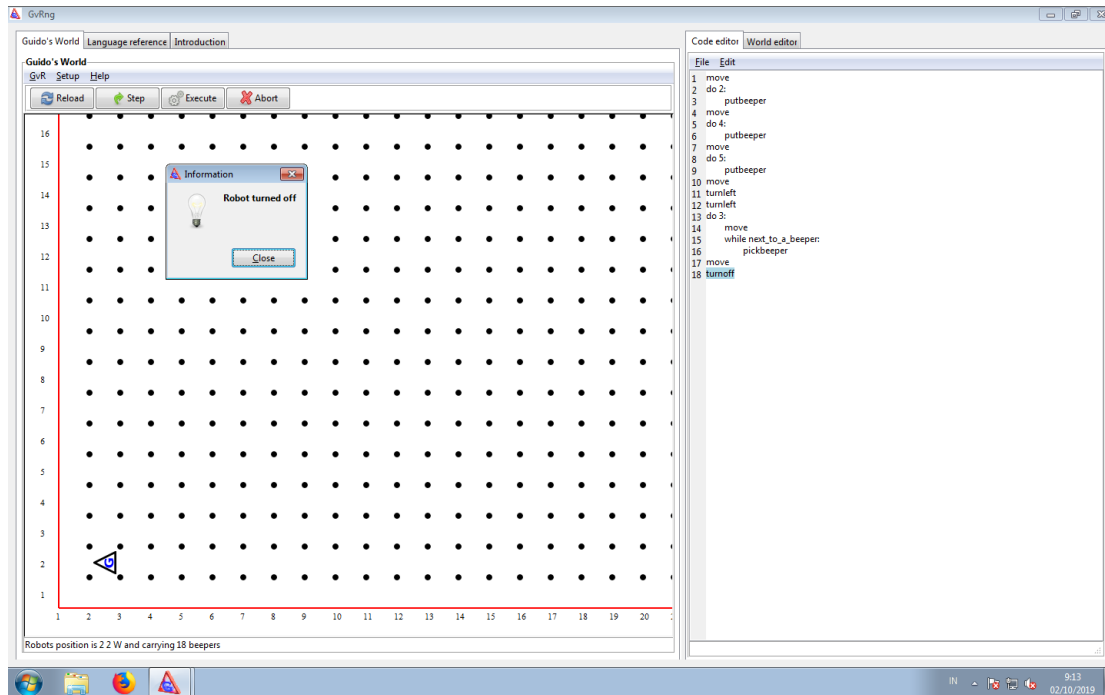 GvRng
Guido's World Language reference Introduction
Guido's World
GvR Setup Help
Reload Step Execute Abort
16
15
14
13
12
11
10
9
8
7
6
5
4
3
2
1
Information
Robot turned off
Close
G
1 2 3 4 5 6 7 8 9 10 11 12 13 14 15 16 17 18 19 20
Robots position is 2 2 W and carrying 18 beepers
Code editor World editor
File Edit
1 move
2 do 2:
3 putbeeper
4 move
5 do 4:
6 putbeeper
7 move
8 do 5:
9 putbeeper
10 move
11 turnleft
12 turnleft
13 do 3:
14 move
15 while next_to_a_beeper:
16 pickbeeper
17 move
18 turnoff
IN
9:13
02/10/2019